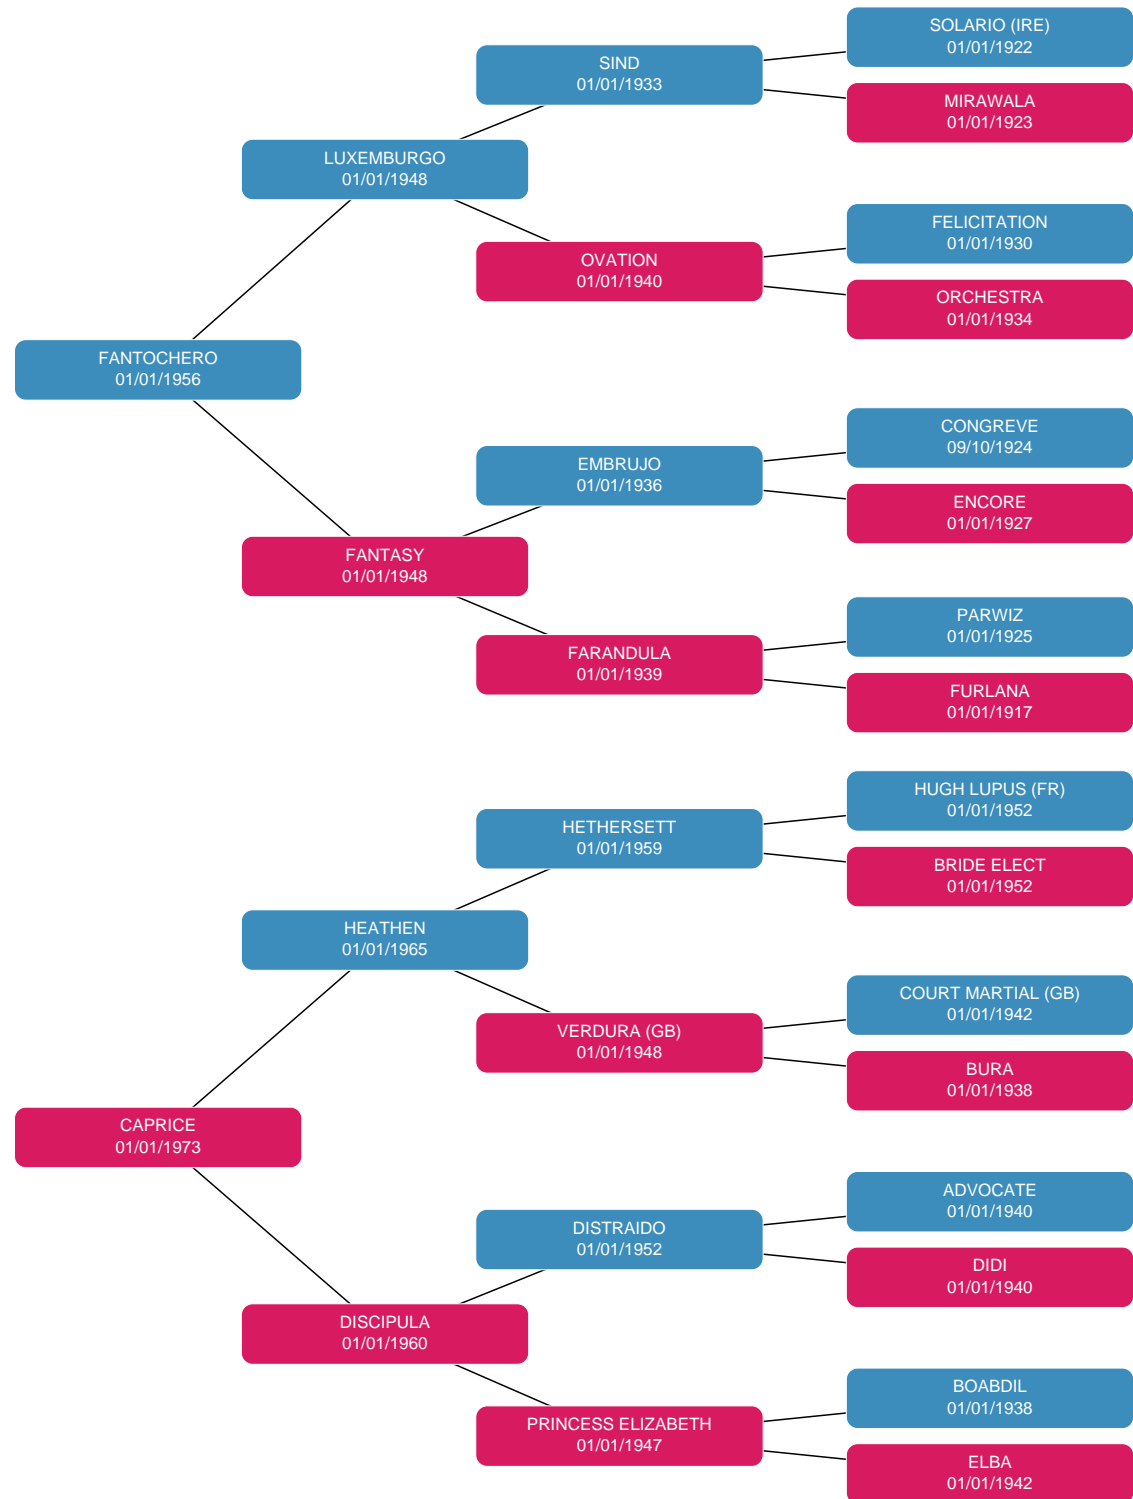 SOLARIO (IRE)
01/01/1922
SIND
01/01/1933
MIRAWALA
01/01/1923
LUXEMBURGO
01/01/1948
FELICITATION
01/01/1930
OVATION
01/01/1940
ORCHESTRA
01/01/1934
FANTOCHERO
01/01/1956
CONGREVE
09/10/1924
EMBRUJO
01/01/1936
ENCORE
01/01/1927
FANTASY
01/01/1948
PARWIZ
01/01/1925
FARANDULA
01/01/1939
FURLANA
01/01/1917
HUGH LUPUS (FR)
01/01/1952
HETHERSETT
01/01/1959
BRIDE ELECT
01/01/1952
HEATHEN
01/01/1965
COURT MARTIAL (GB)
01/01/1942
VERDURA (GB)
01/01/1948
BURA
01/01/1938
CAPRICE
01/01/1973
ADVOCATE
01/01/1940
DISTRAIDO
01/01/1952
DIDI
01/01/1940
DISCIPULA
01/01/1960
BOABDIL
01/01/1938
PRINCESS ELIZABETH
01/01/1947
ELBA
01/01/1942